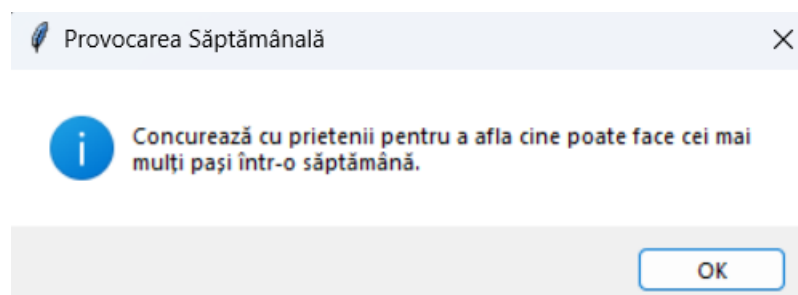 Provocarea Săptămânală
Concurează cu prietenii pentru a afla cine poate face cei mai
mulți pași într-o săptămână.
OK